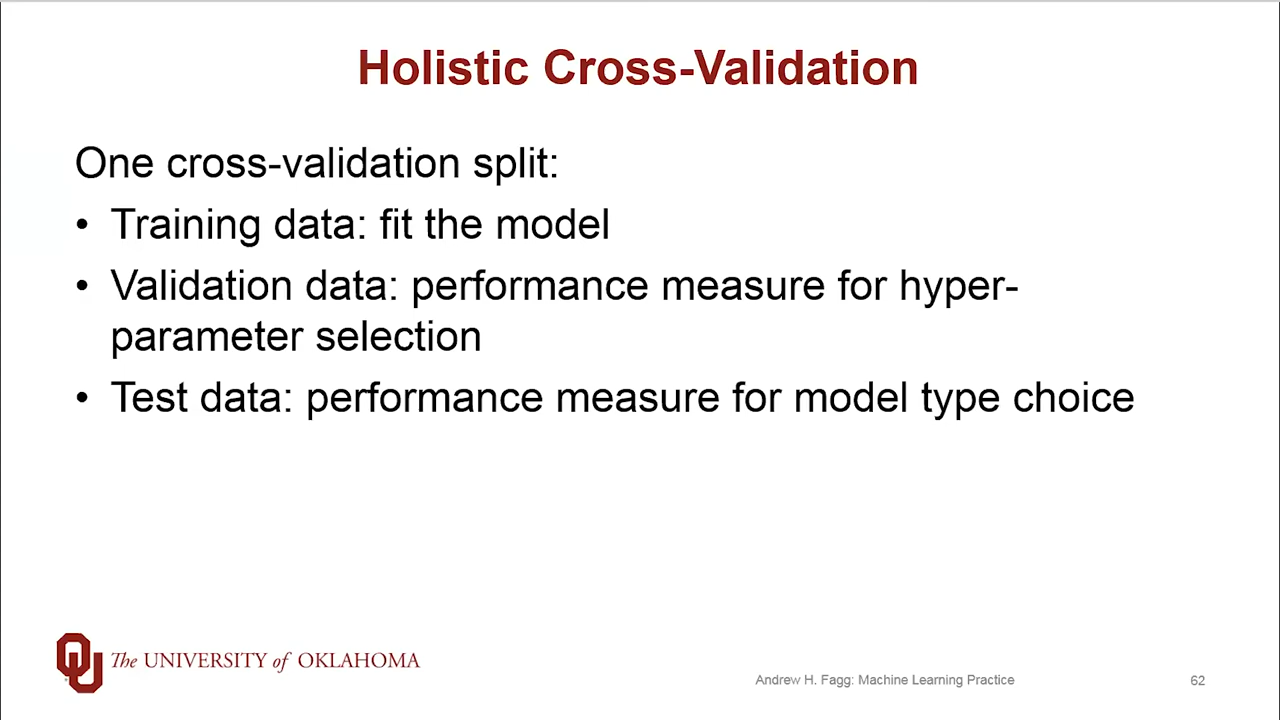 Holistic Cross-Validation
One cross-validation split:
• Training data: fit the model
• Validation data: performance measure for hyper-
parameter selection
• Test data: performance measure for model type choice
OU The UNIVERSITY of OKLAHOMA
Andrew H. Fagg: Machine Learning Practice
62